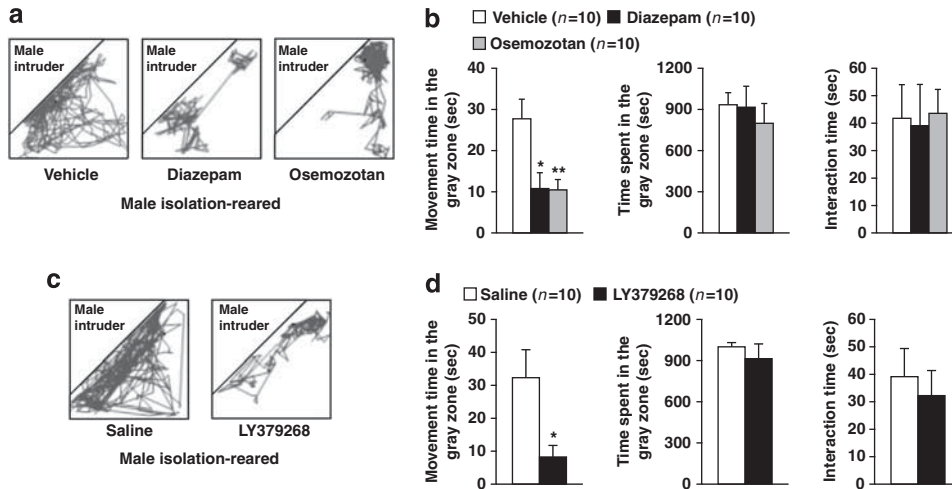 a
Male
intruder
Male
intruder
Male
intruder
Vehicle
Diazepam
Osemozotan
Male isolation-reared
b
Vehicle (n=10)
Diazepam (n=10)
Osemozotan (n=10)
Movement time in the
gray zone (sec)
40
30
20
10
0
*
**
Time spent in the
gray zone (sec)
1200
900
600
300
0
Interaction time (sec)
60
50
40
30
20
10
0
c
Male
intruder
Male
intruder
Saline
LY379268
Male isolation-reared
d
Saline (n=10)
LY379268 (n=10)
Movement time in the
gray zone (sec)
50
40
30
20
10
0
*
Time spent in the
gray zone (sec)
1200
900
600
300
0
Interaction time (sec)
60
50
40
30
20
10
0